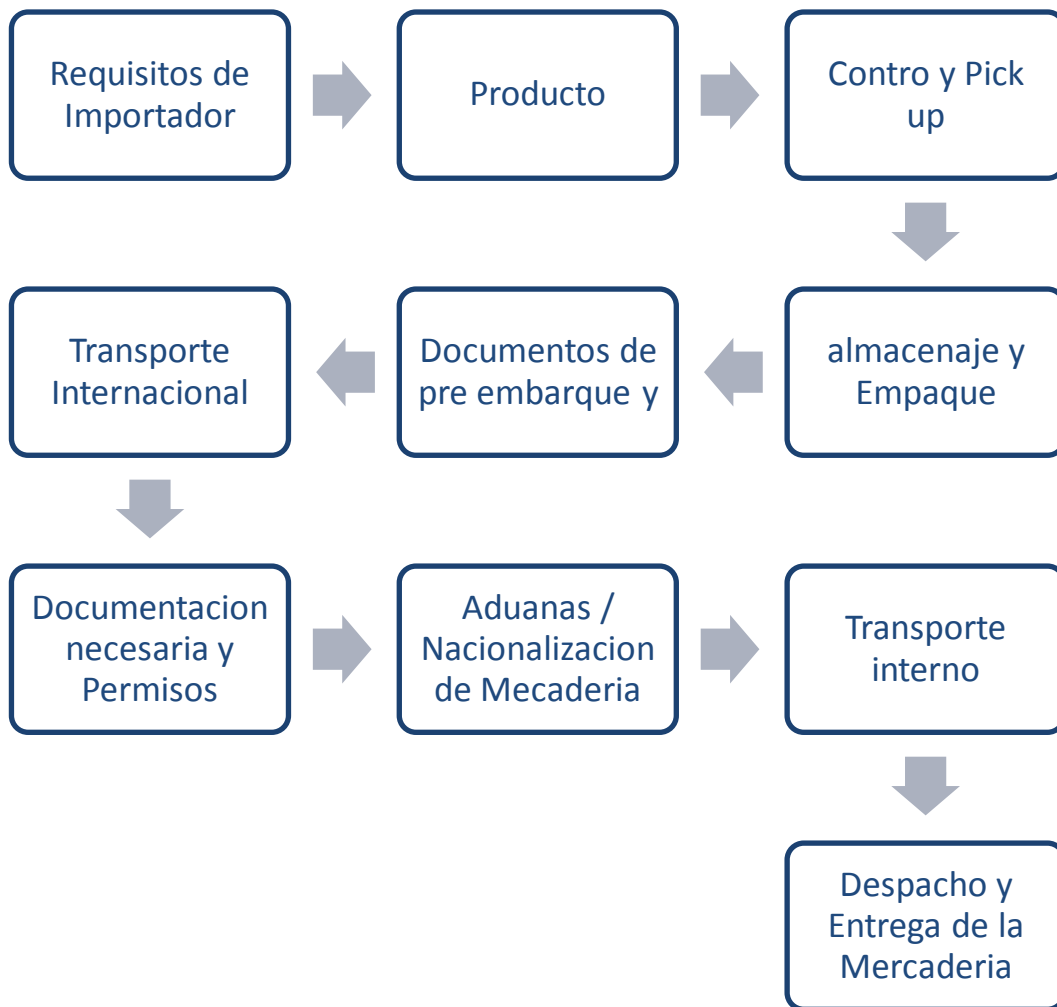 Requisitos de
Importador
Producto
Contro y Pick
up
almacenaje y
Empaque
Documentos de
pre embarque y
Transporte
Internacional
Documentacion
necesaria y
Permisos
Aduanas /
Nacionalizacion
de Mecaderia
Transporte
interno
Despacho y
Entrega de la
Mercaderia